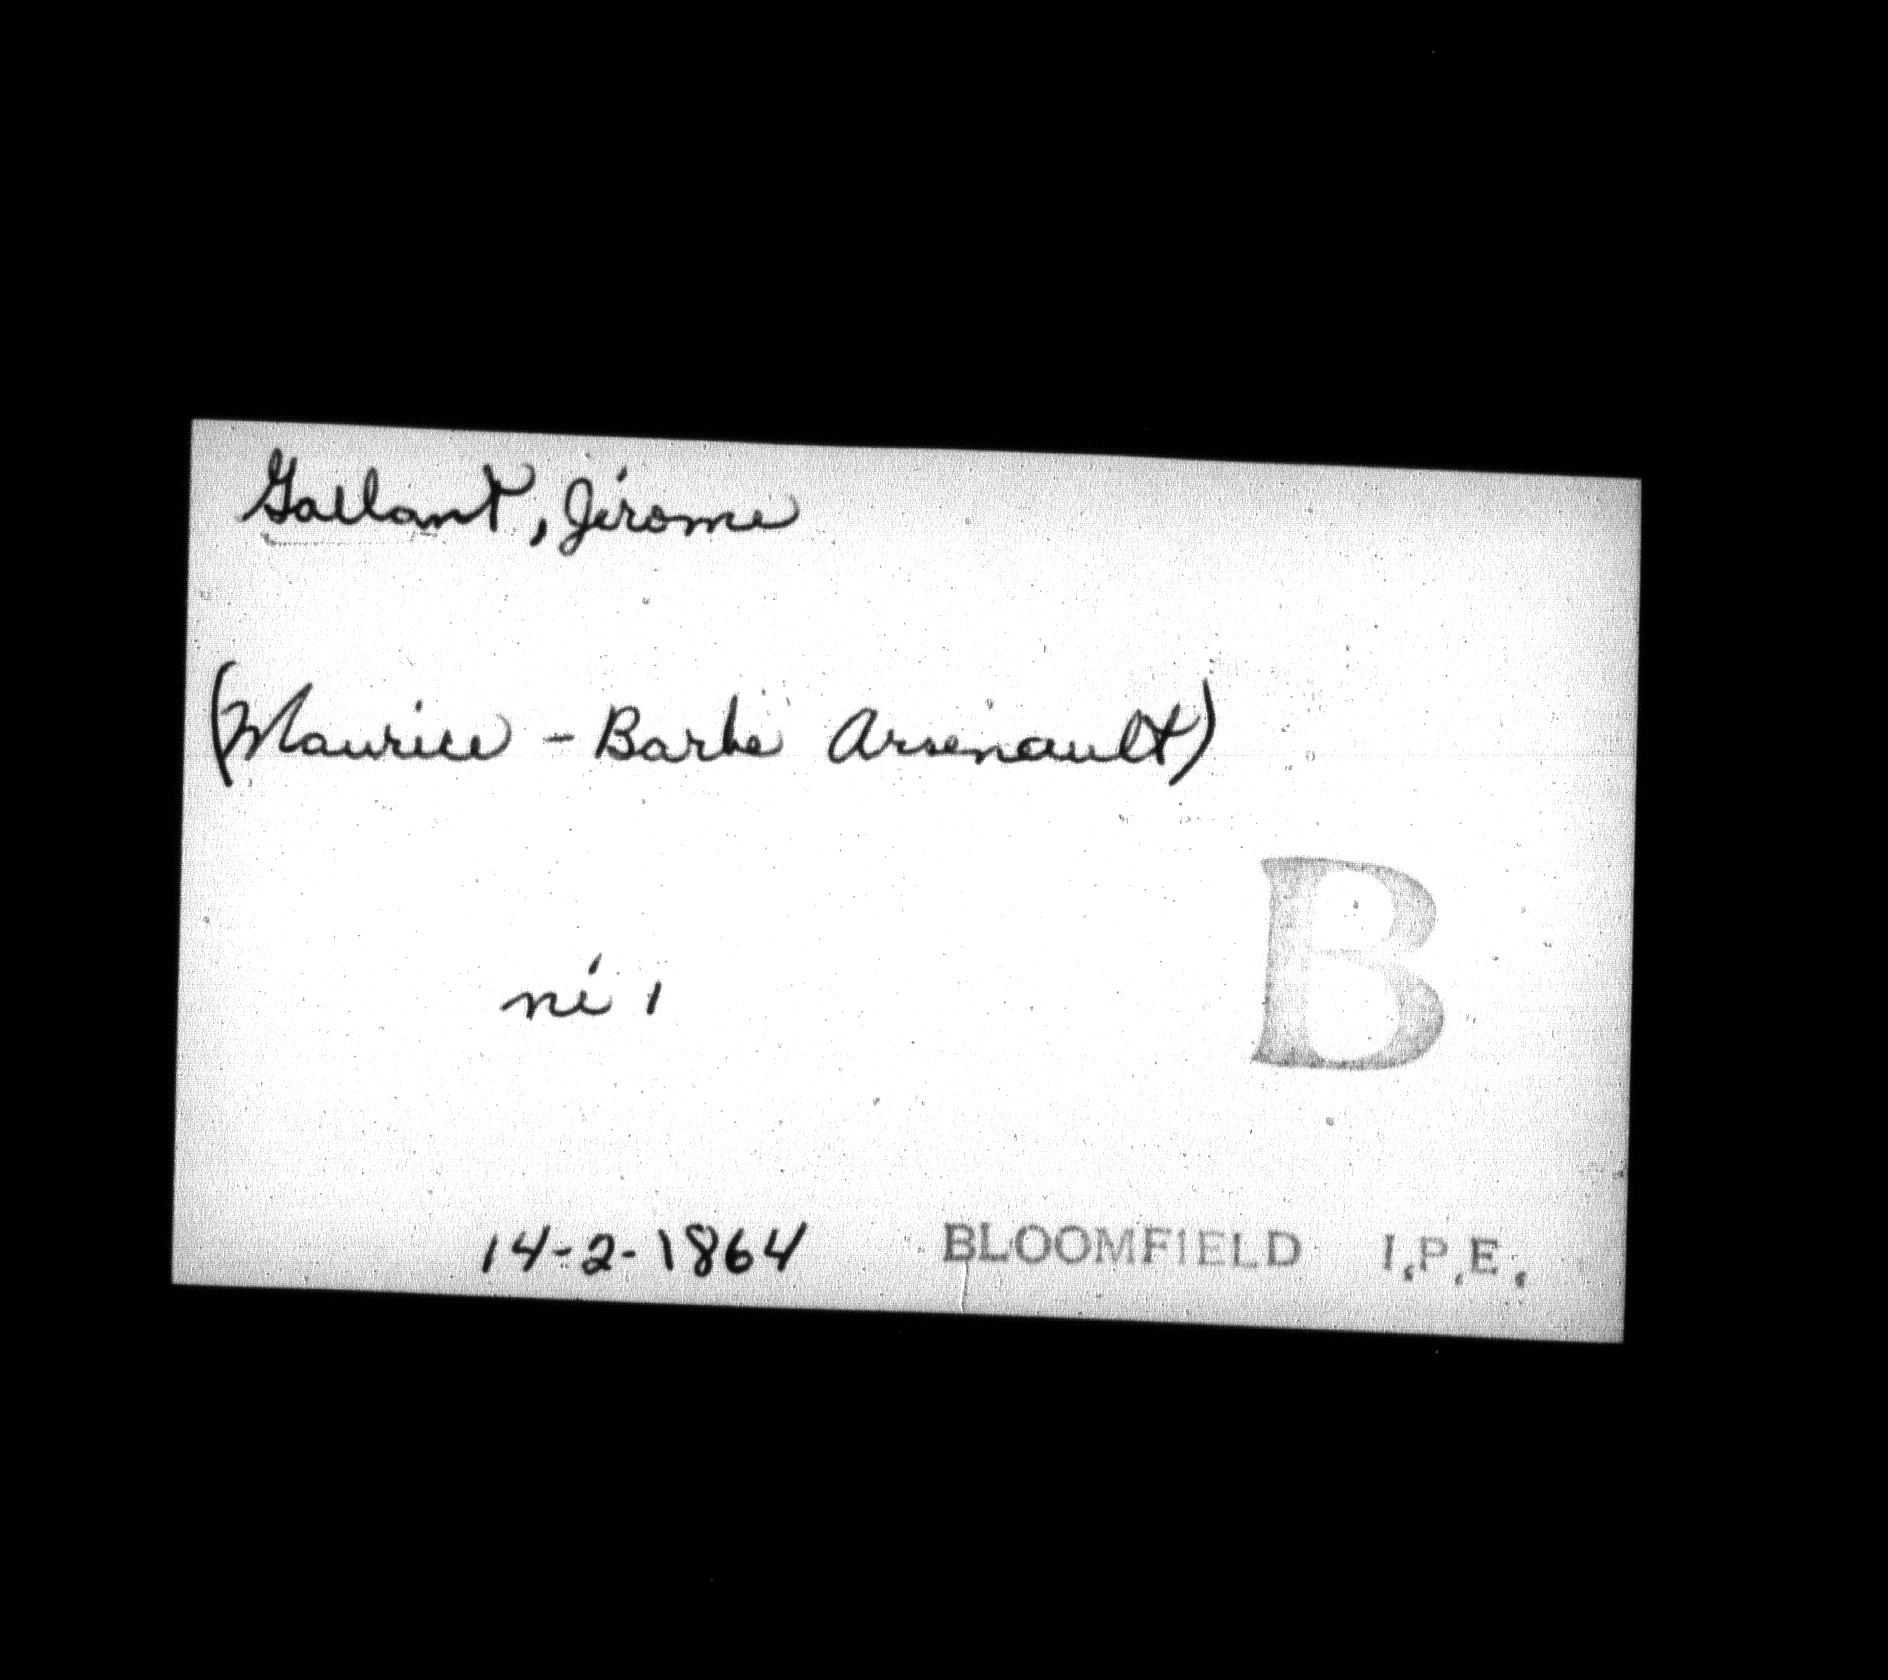 Gallant, Jérome
(Maurice - Barbe Arsenault)
né 1
B
14-2-1864 BLOOMFIELD I.P.E.